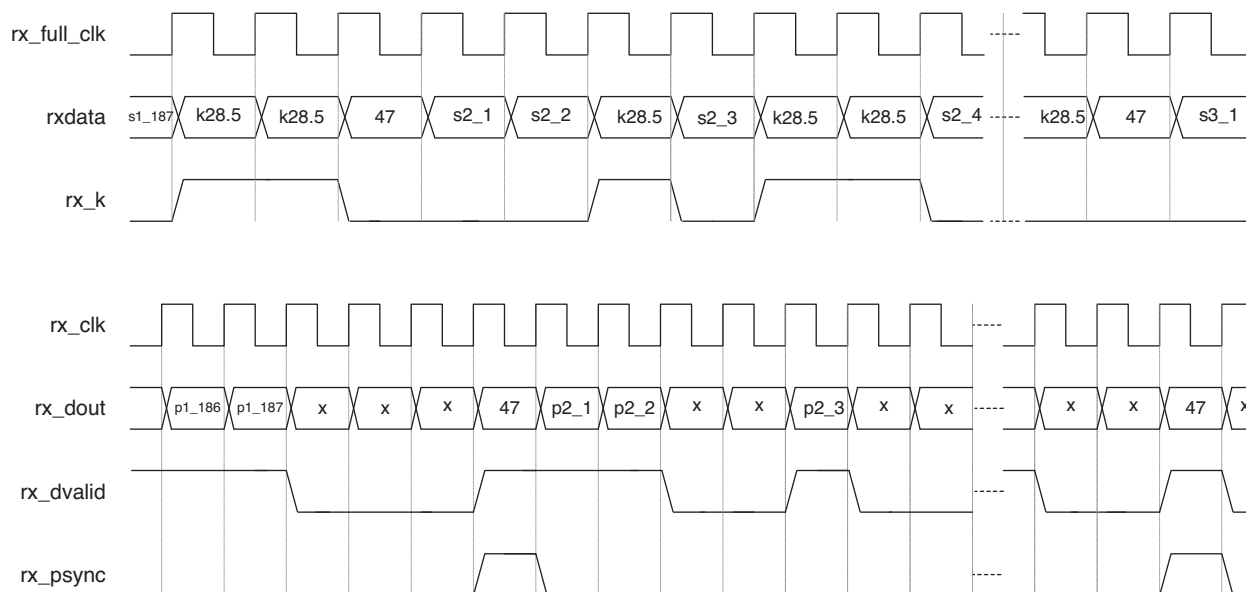 rx_full_clk
rxdata s1_187 k28.5 k28.5 47 s2_1 s2_2 k28.5 s2_3 k28.5 k28.5 s2_4 k28.5 47 s3_1
rx_k
rx_clk
rx_dout p1_186 p1_187 x x x 47 p2_1 p2_2 x x p2_3 x x x x 47 x
rx_dvalid
rx_psync